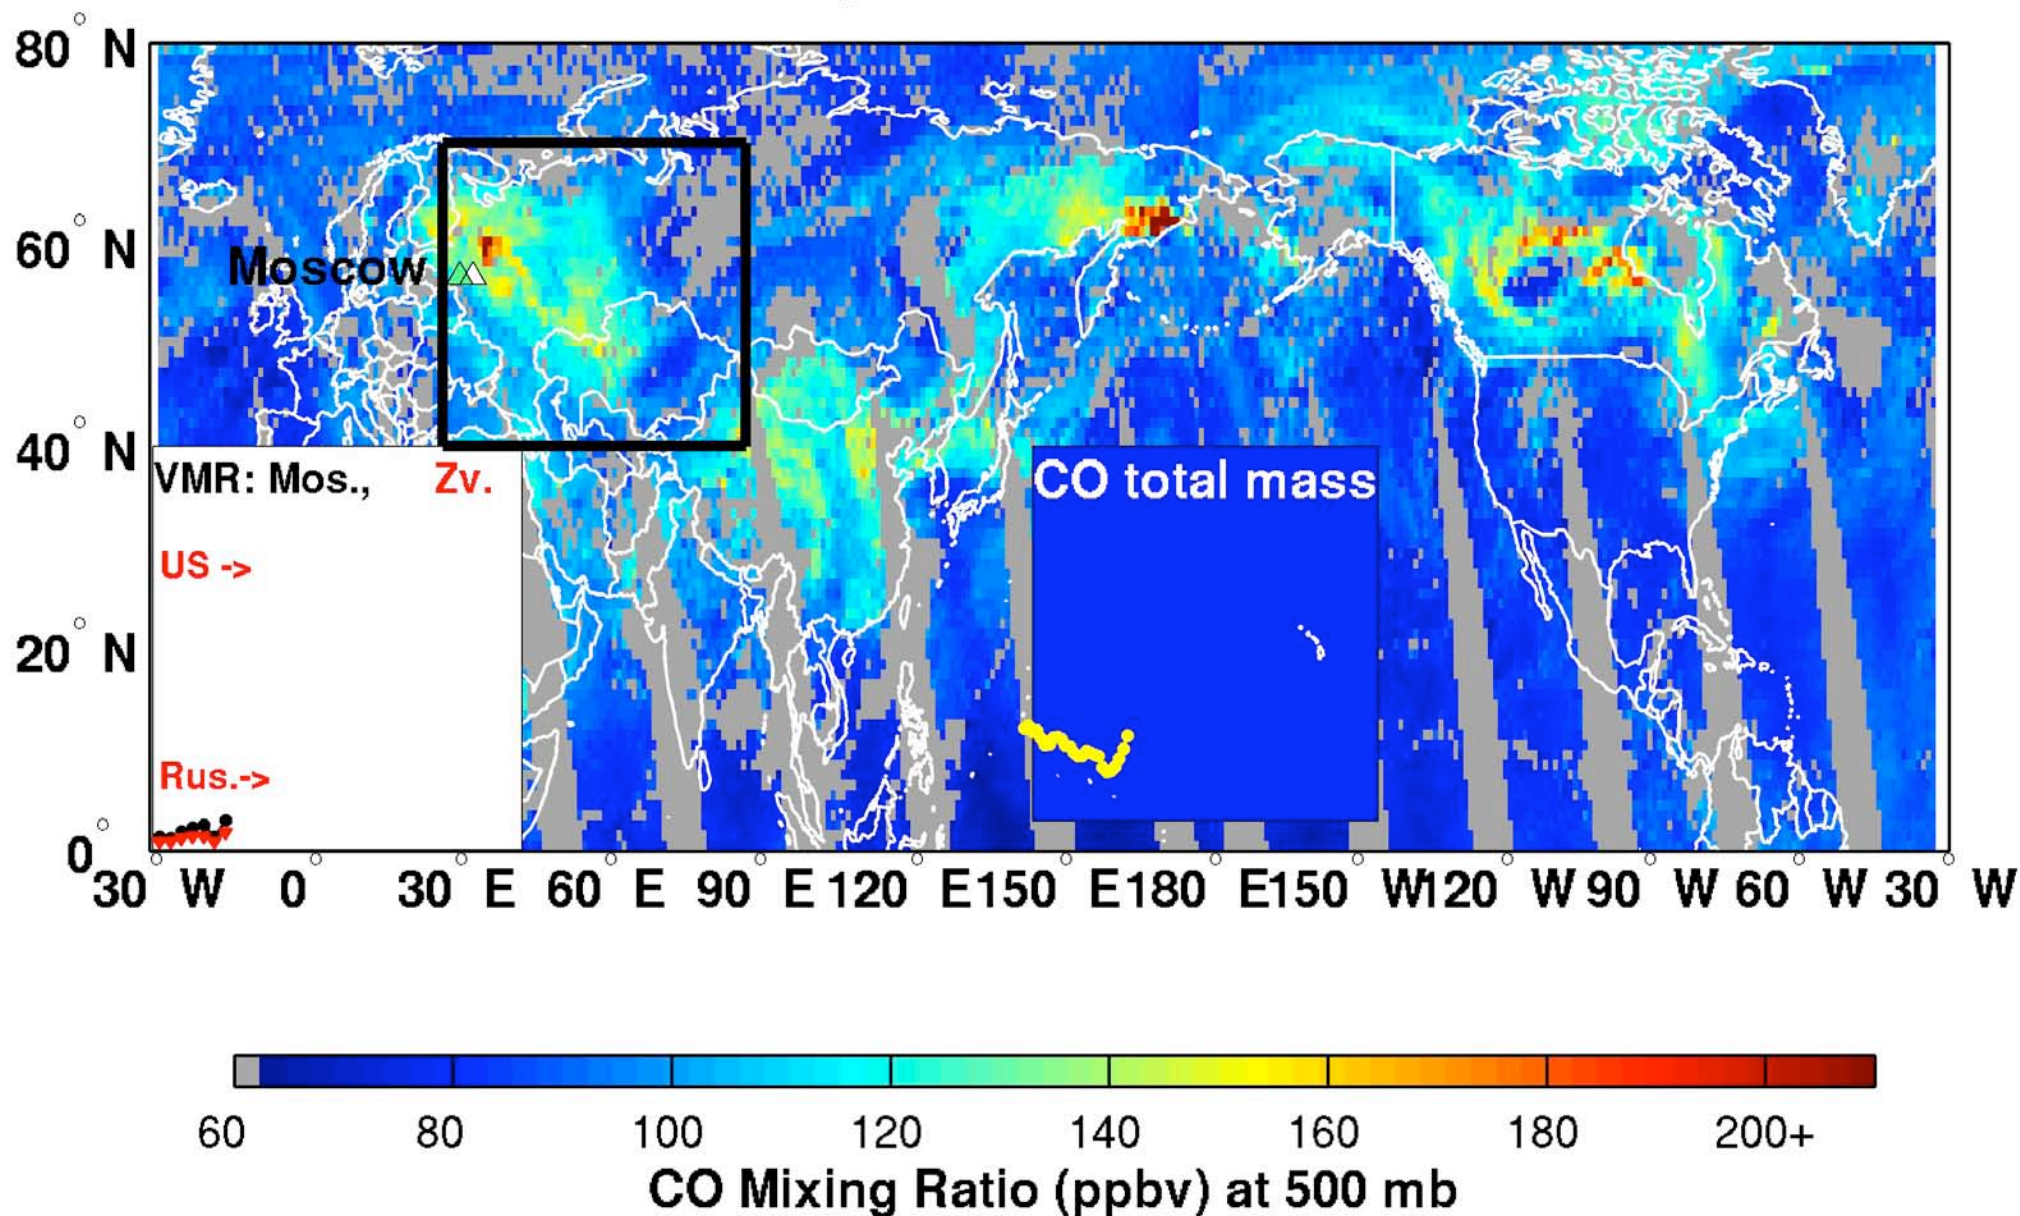 80° N
60° N
Moscow
40° N
VMR: Mos., Zv.
CO total mass
US ->
20° N
Rus.->
0°
30 W 0 30 E 60 E 90 E 120 E 150 E 180 E 150 W 120 W 90 W 60 W 30 W
60 80 100 120 140 160 180 200+
CO Mixing Ratio (ppbv) at 500 mb